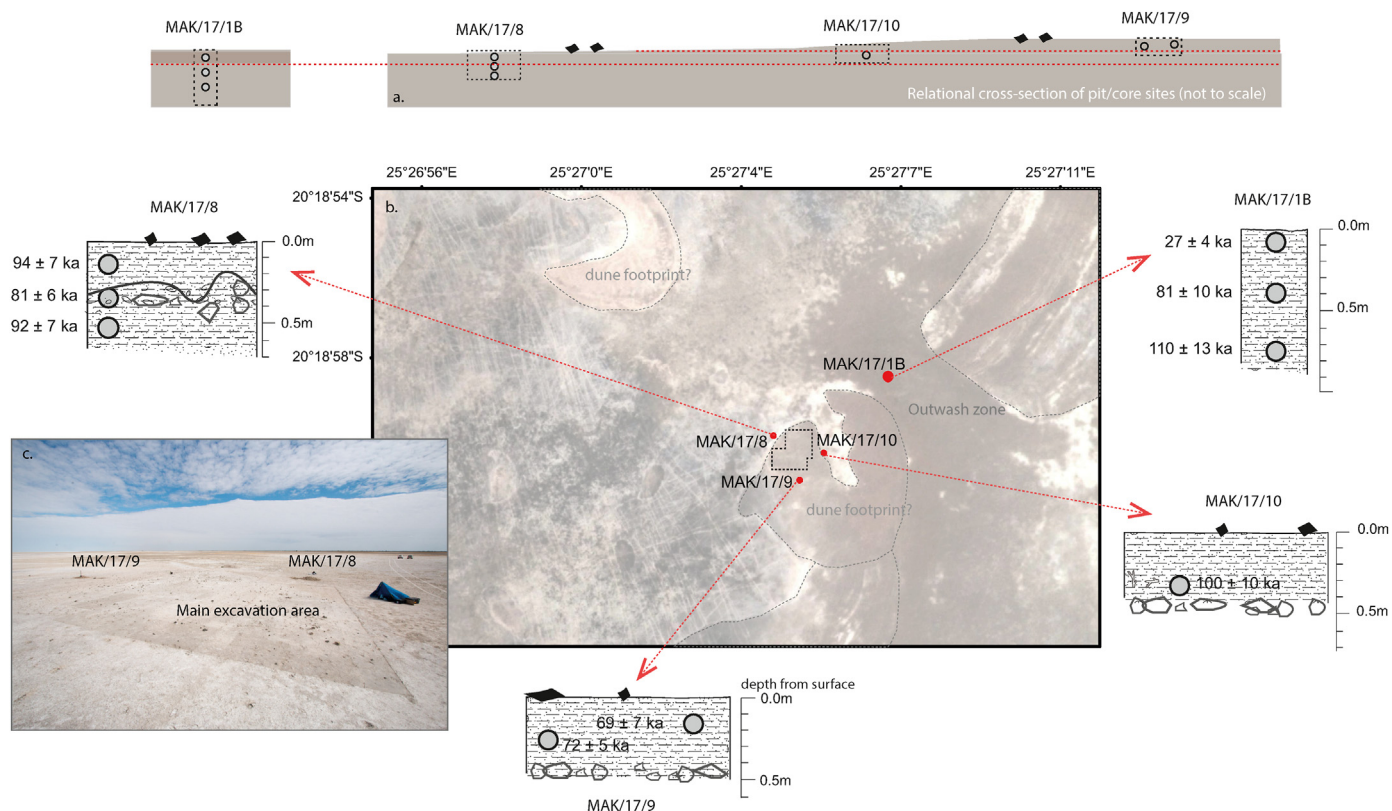 MAK/17/1B
MAK/17/8
MAK/17/10
MAK/17/9
a.
Relational cross-section of pit/core sites (not to scale)
25°26'56"E
25°27'0"E
25°27'4"E
25°27'7"E
25°27'11"E
20°18'54"S
20°18'58"S
b.
dune footprint?
MAK/17/1B
Outwash zone
MAK/17/8
MAK/17/10
MAK/17/9
dune footprint?
MAK/17/8
0.0m
94 ± 7 ka
81 ± 6 ka
92 ± 7 ka
0.5m
MAK/17/1B
0.0m
27 ± 4 ka
81 ± 10 ka
0.5m
110 ± 13 ka
c.
MAK/17/9
MAK/17/8
Main excavation area
MAK/17/10
0.0m
100 ± 10 ka
0.5m
depth from surface
0.0m
69 ± 7 ka
72 ± 5 ka
0.5m
MAK/17/9